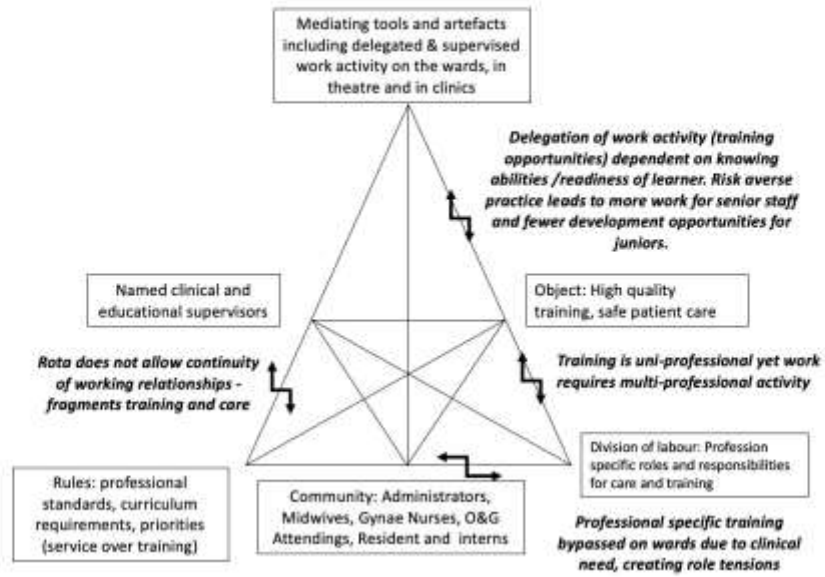 Mediating tools and artefacts
including delegated & supervised
work activity on the wards, in
theatre and in clinics
Delegation of work activity (training
opportunities) dependent on knowing
abilities /readiness of learner. Risk averse
practice leads to more work for senior staff
and fewer development opportunities for
juniors.
Named clinical and
educational supervisors
Object: High quality
training, safe patient care
Rota does not allow continuity
of working relationships -
fragments training and care
Training is uni-professional yet work
requires multi-professional activity
Rules: professional
standards, curriculum
requirements, priorities
(service over training)
Community: Administrators,
Midwives, Gynae Nurses, O&G
Attendings, Resident and interns
Division of labour: Profession
specific roles and responsibilities
for care and training
Professional specific training
bypassed on wards due to clinical
need, creating role tensions